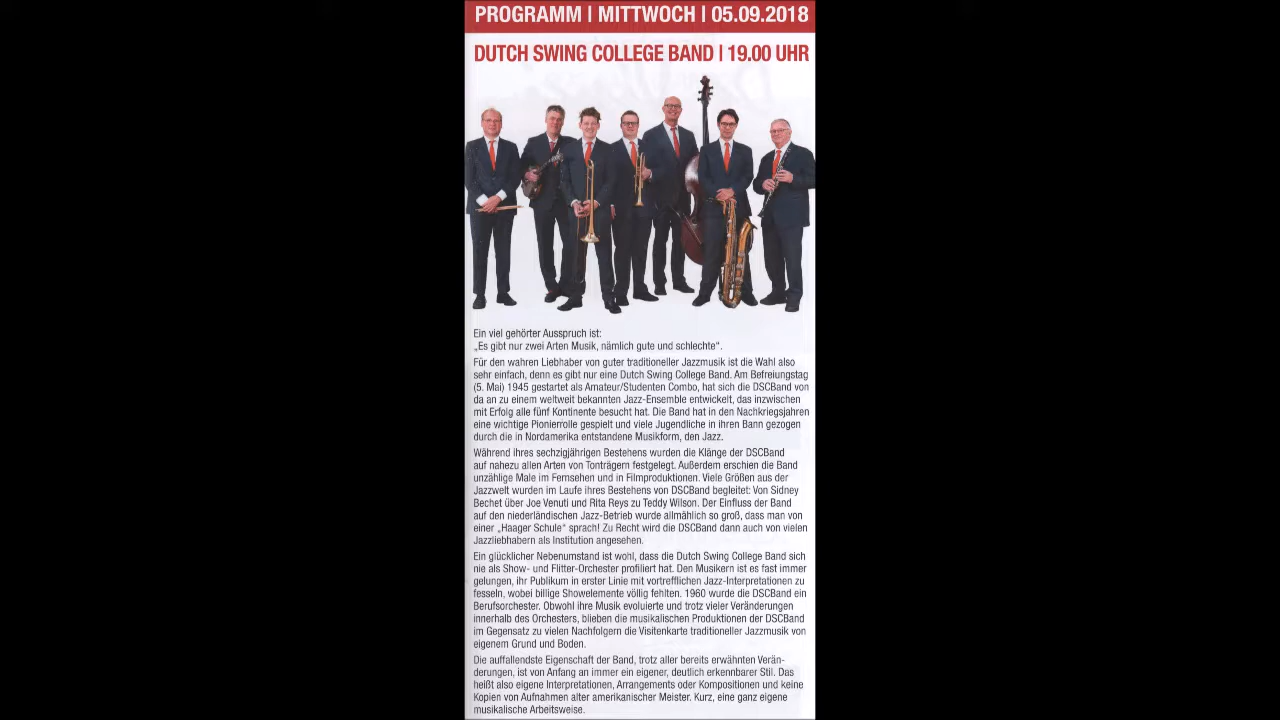 PROGRAMM | MITTWOCH | 05.09.2018
DUTCH SWING COLLEGE BAND | 19.00 UHR
Ein viel gehörter Ausspruch ist:
„Es gibt nur zwei Arten Musik, nämlich gute und schlechte“.
Für den wahren Liebhaber von guter traditioneller Jazzmusik ist die Wahl also
sehr einfach, denn es gibt nur eine Dutch Swing College Band. Am Befreiungstag
(5. Mai) 1945 gestartet als Amateur/Studenten Combo, hat sich die DSCBand von
da an zu einem weltweit bekannten Jazz-Ensemble entwickelt, das inzwischen
mit Erfolg alle fünf Kontinente besucht hat. Die Band hat in den Nachkriegsjahren
eine wichtige Pionierrolle gespielt und viele Jugendliche in ihren Bann gezogen
durch die in Nordamerika entstandene Musikform, den Jazz.
Während ihres sechzigjährigen Bestehens wurden die Klänge der DSCBand
auf nahezu allen Arten von Tonträgern festgelegt. Außerdem erschien die Band
unzählige Male im Fernsehen und in Filmproduktionen. Viele Größen aus der
Jazzwelt wurden im Laufe ihres Bestehens von DSCBand begleitet: Von Sidney
Bechet über Joe Venuti und Rita Reys zu Teddy Wilson. Der Einfluss der Band
auf den niederländischen Jazz-Betrieb wurde allmählich so groß, dass man von
einer „Haager Schule“ sprach! Zu Recht wird die DSCBand dann auch von vielen
Jazzliebhabern als Institution angesehen.
Ein glücklicher Nebenumstand ist wohl, dass die Dutch Swing College Band sich
nie als Show- und Flitter-Orchester profiliert hat. Den Musikern ist es fast immer
gelungen, ihr Publikum in erster Linie mit vortrefflichen Jazz-Interpretationen zu
fesseln, wobei billige Showelemente völlig fehlten. 1960 wurde die DSCBand ein
Berufsorchester. Obwohl ihre Musik evoluierte und trotz vieler Veränderungen
innerhalb des Orchesters, blieben die musikalischen Produktionen der DSCBand
im Gegensatz zu vielen Nachfolgern die Visitenkarte traditioneller Jazzmusik von
eigenem Grund und Boden.
Die auffallendste Eigenschaft der Band, trotz aller bereits erwähnten Verän-
derungen, ist von Anfang an immer ein eigener, deutlich erkennbarer Stil. Das
heißt also eigene Interpretationen, Arrangements oder Kompositionen und keine
Kopien von Aufnahmen alter amerikanischer Meister. Kurz, eine ganz eigene
musikalische Arbeitsweise.